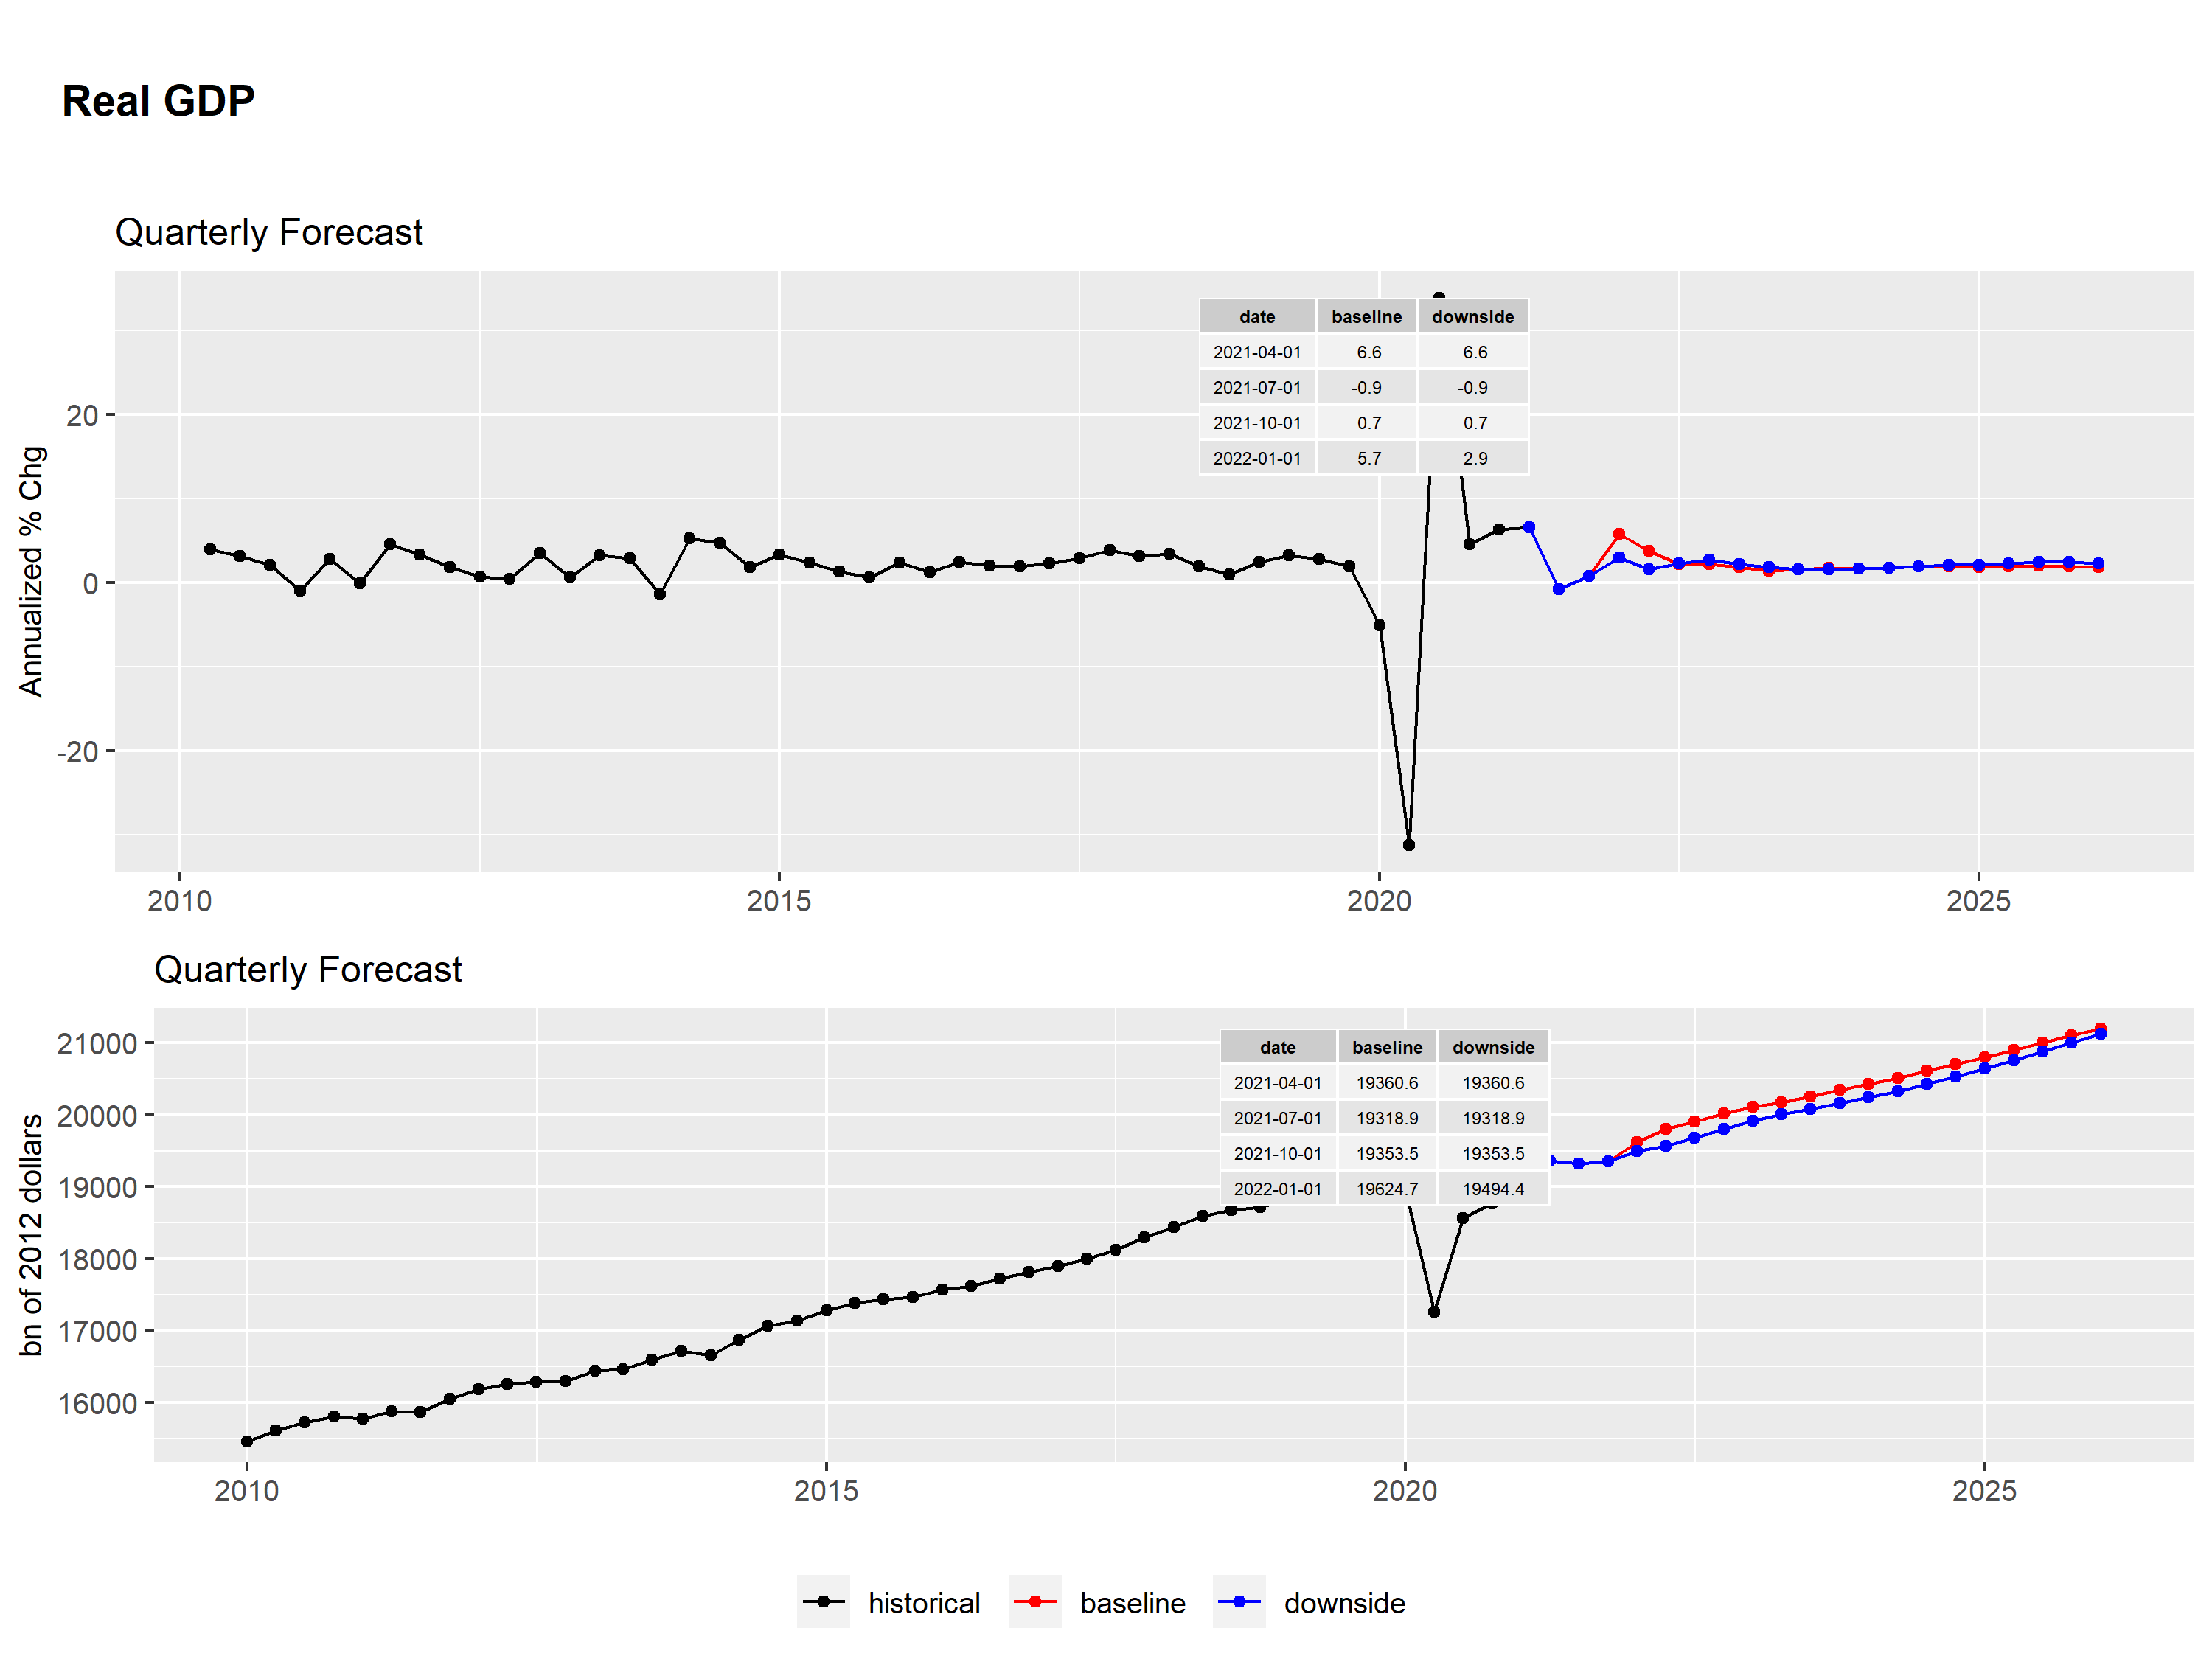 Real GDP
Quarterly Forecast
Annualized % Chg
20
0
-20
date baseline downside
2021-04-01 6.6 6.6
2021-07-01 -0.9 -0.9
2021-10-01 0.7 0.7
2022-01-01 5.7 2.9
2010 2015 2020 2025
Quarterly Forecast
bn of 2012 dollars
21000
20000
19000
18000
17000
16000
date baseline downside
2021-04-01 19360.6 19360.6
2021-07-01 19318.9 19318.9
2021-10-01 19353.5 19353.5
2022-01-01 19624.7 19494.4
2010 2015 2020 2025
historical baseline downside